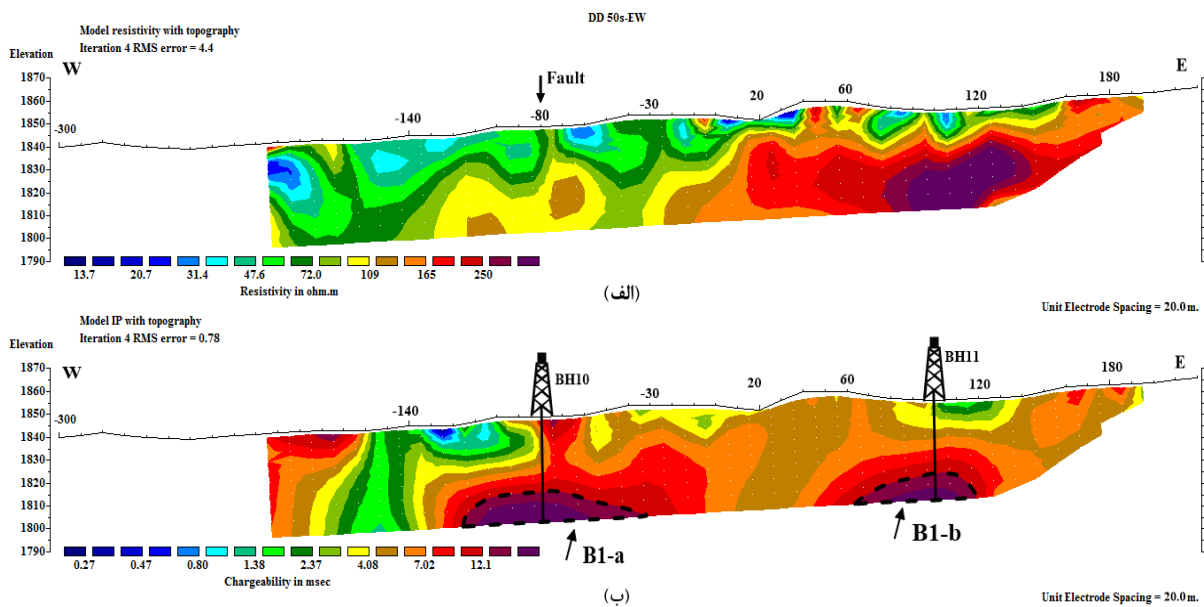 DD 50s-EW
Model resistivity with topography
Iteration 4 RMS error = 4.4
Elevation
W
E
Fault
1870
1860
1850
1840
1830
1820
1810
1800
1790
-300
-140
-80
-30
20
60
120
180
13.7 20.7 31.4 47.6 72.0 109 165 250
Resistivity in ohm.m
(الف)
Unit Electrode Spacing = 20.0 m.
Model IP with topography
Iteration 4 RMS error = 0.78
Elevation
W
E
BH10
BH11
1870
1860
1850
1840
1830
1820
1810
1800
1790
-300
-140
-30
20
60
120
180
B1-a
B1-b
0.27 0.47 0.80 1.38 2.37 4.08 7.02 12.1
Chargeability in msec
(ب)
Unit Electrode Spacing = 20.0 m.